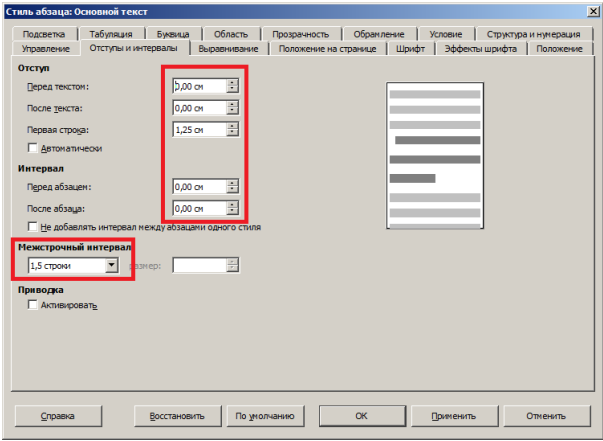 Стиль абзаца: Основной текст
Подсветка Табуляция Буквица Область Прозрачность Обрамление Условие Структура и нумерация
Управление Отступы и интервалы Выравнивание Положение на странице Шрифт Эффекты шрифта Положение
Отступ
Перед текстом: 0,00 см
После текста: 0,00 см
Первая строка: 1,25 см
Автоматически
Интервал
Перед абзацем: 0,00 см
После абзаца: 0,00 см
Не добавлять интервал между абзацами одного стиля
Межстрочный интервал
1,5 строки размер:
Приводка
Активировать
Справка Восстановить По умолчанию ОК Применить Отменить